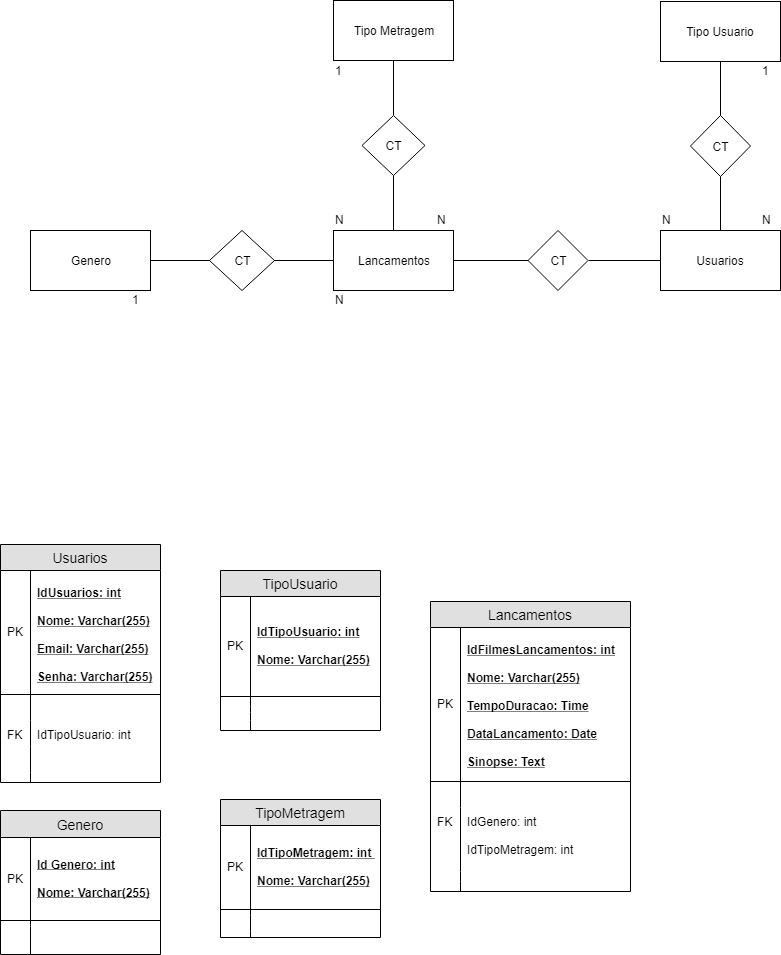 Tipo Metragem
Tipo Usuario
1
1
CT
CT
N
N
N
N
Genero
CT
Lancamentos
CT
Usuarios
1
N
Usuarios
PK
IdUsuarios: int
Nome: Varchar(255)
Email: Varchar(255)
Senha: Varchar(255)
FK
IdTipoUsuario: int
TipoUsuario
PK
IdTipoUsuario: int
Nome: Varchar(255)
Lancamentos
PK
IdFilmesLancamentos: int
Nome: Varchar(255)
TempoDuracao: Time
DataLancamento: Date
Sinopse: Text
FK
IdGenero: int
IdTipoMetragem: int
Genero
PK
Id Genero: int
Nome: Varchar(255)
TipoMetragem
PK
IdTipoMetragem: int
Nome: Varchar(255)